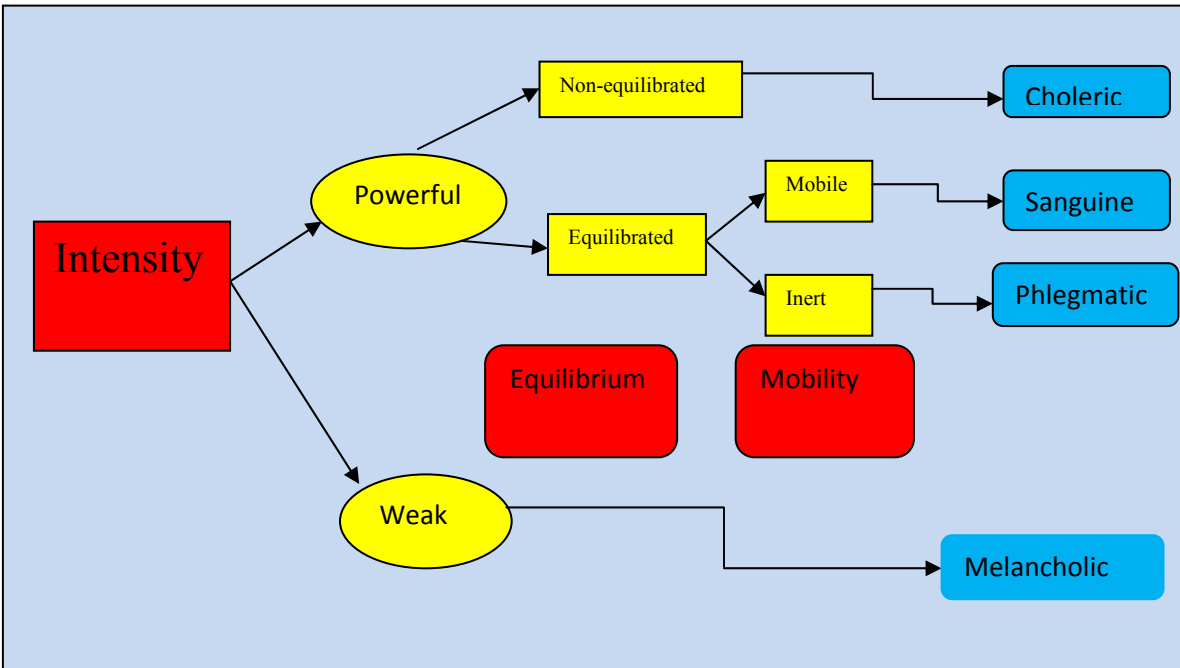 Non-equilibrated
Choleric
Powerful
Mobile
Sanguine
Equilibrated
Intensity
Inert
Phlegmatic
Equilibrium
Mobility
Weak
Melancholic